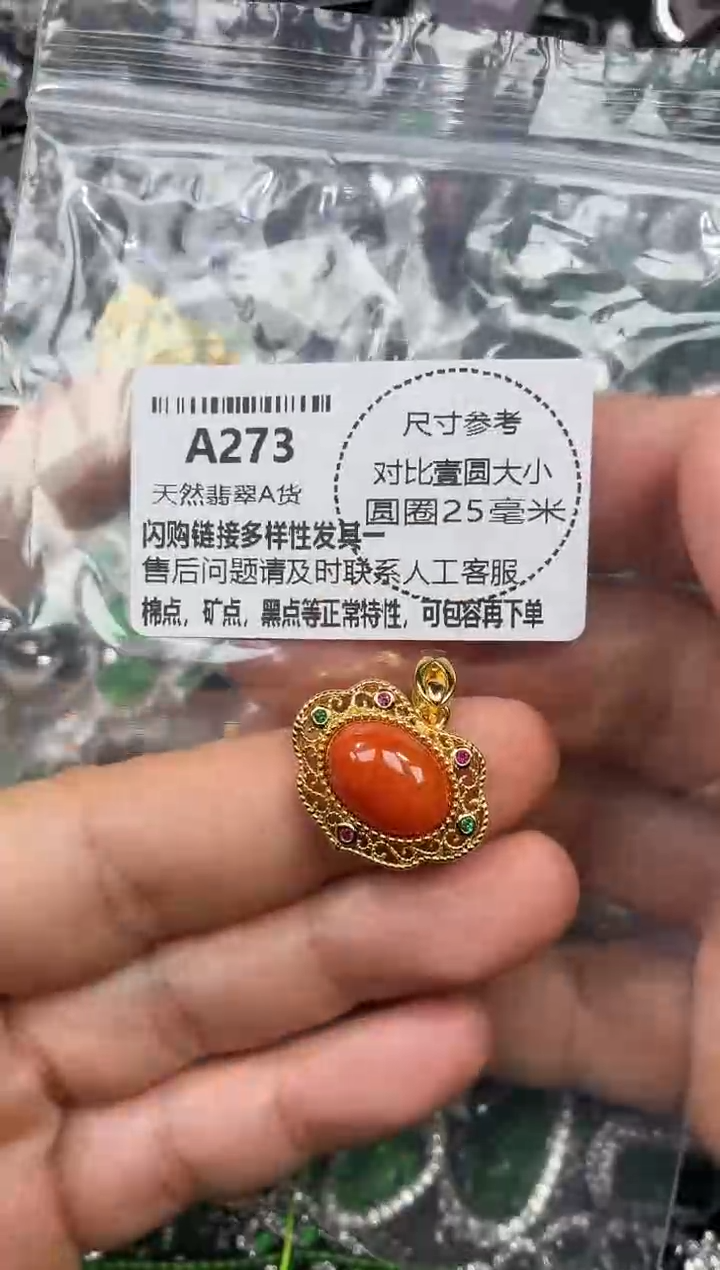 A273
天然翡翠A货
尺寸参考
对比壹圆大小
圆圈25毫米
闪购链接多样性发其一
售后问题请及时联系人工客服
棉点，矿点，黑点等正常特性，可包容再下单